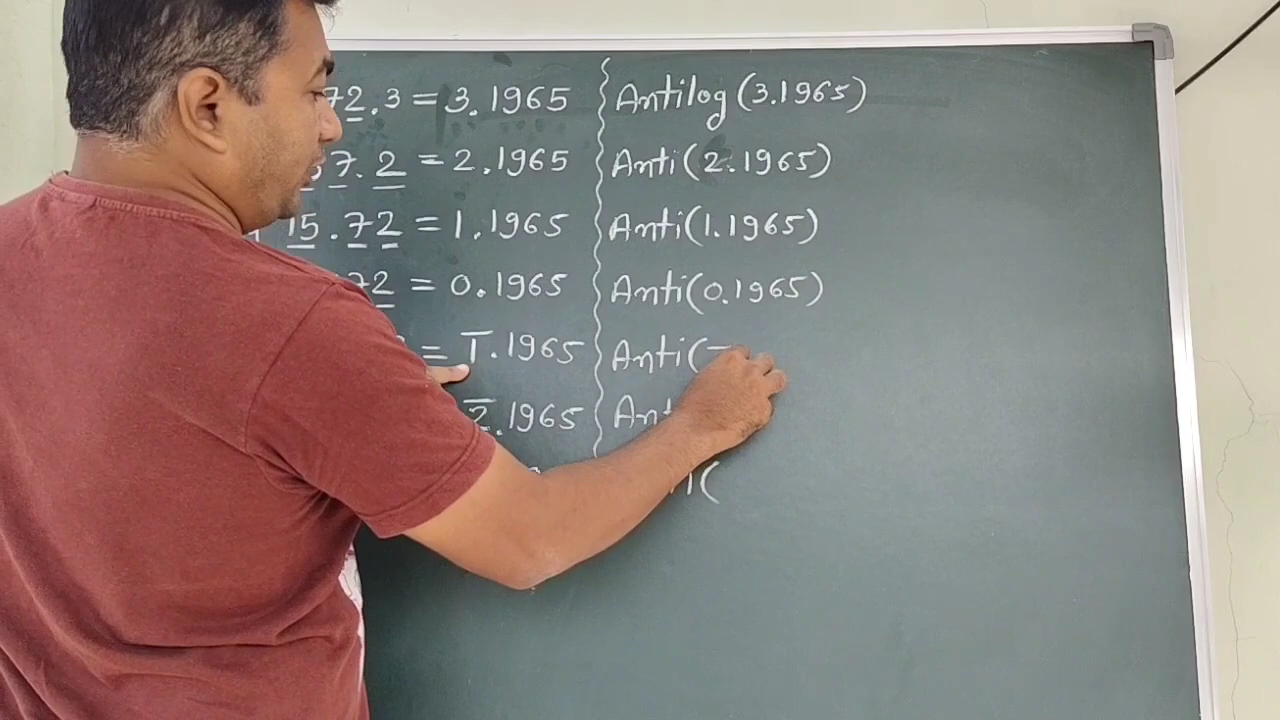 72.3 = 3.1965 Antilog (3.1965)
7.2 = 2.1965 Anti(2.1965)
15.72 = 1.1965 Anti(1.1965)
72 = 0.1965 Anti(0.1965)
= 1̅.1965 Anti(
2̅.1965 Ant
(